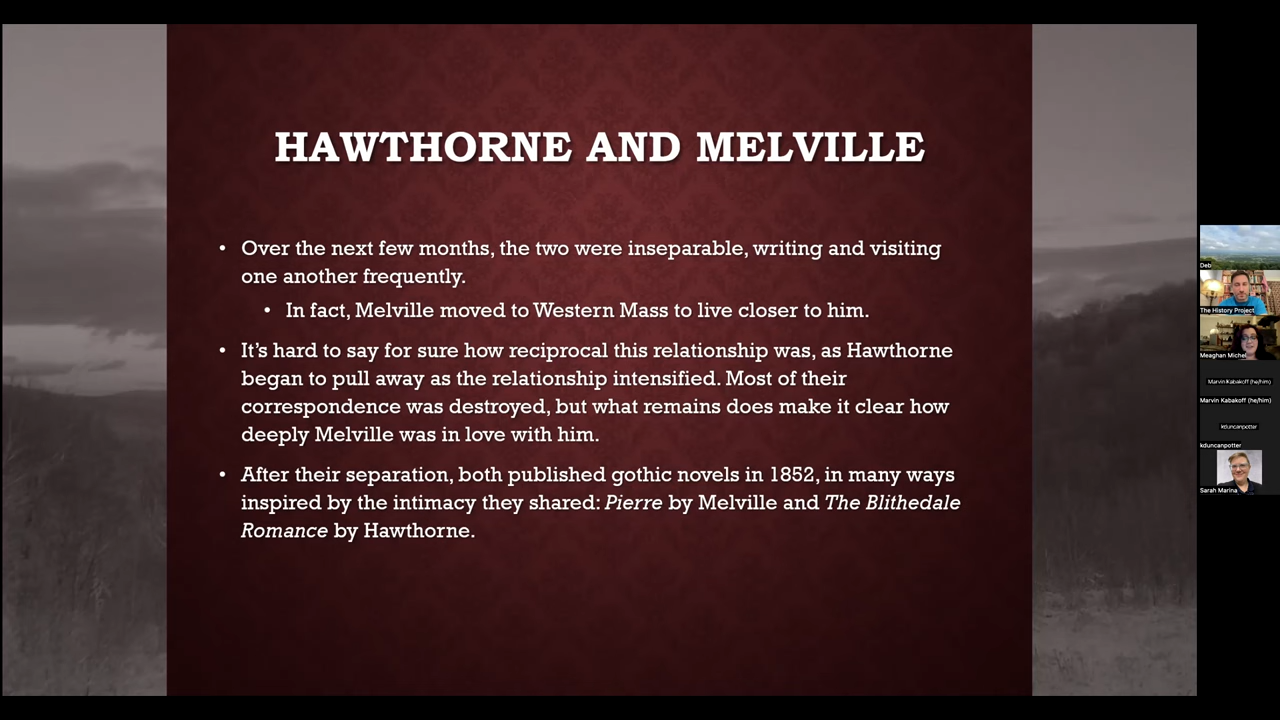 HAWTHORNE AND MELVILLE
• Over the next few months, the two were inseparable, writing and visiting
one another frequently.
• In fact, Melville moved to Western Mass to live closer to him.
• It's hard to say for sure how reciprocal this relationship was, as Hawthorne
began to pull away as the relationship intensified. Most of their
correspondence was destroyed, but what remains does make it clear how
deeply Melville was in love with him.
• After their separation, both published gothic novels in 1852, in many ways
inspired by the intimacy they shared: Pierre by Melville and The Blithedale
Romance by Hawthorne.
Deb
The History Project
Meaghan Michel
Marvin Kabakoff (he/him)
Marvin Kabakoff (he/him)
kduncanpotter
kduncanpotter
Sarah Marina